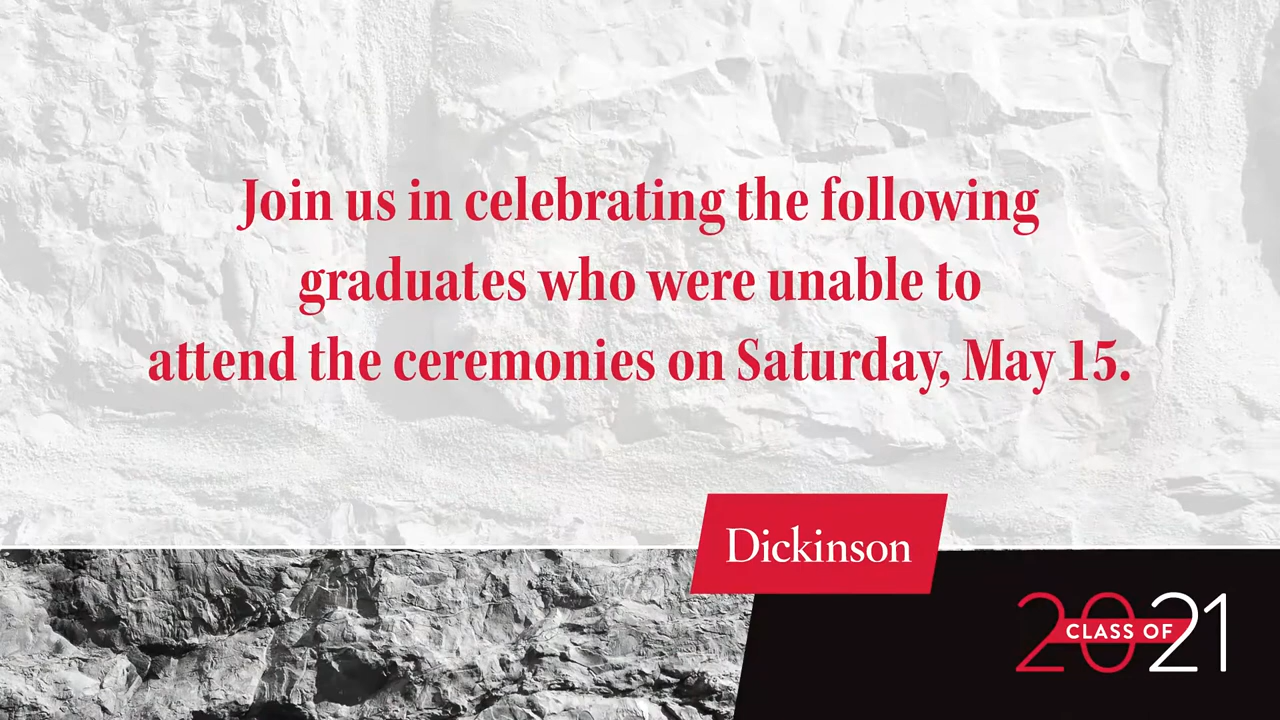 Join us in celebrating the following
graduates who were unable to
attend the ceremonies on Saturday, May 15.
Dickinson
20 CLASS OF 21